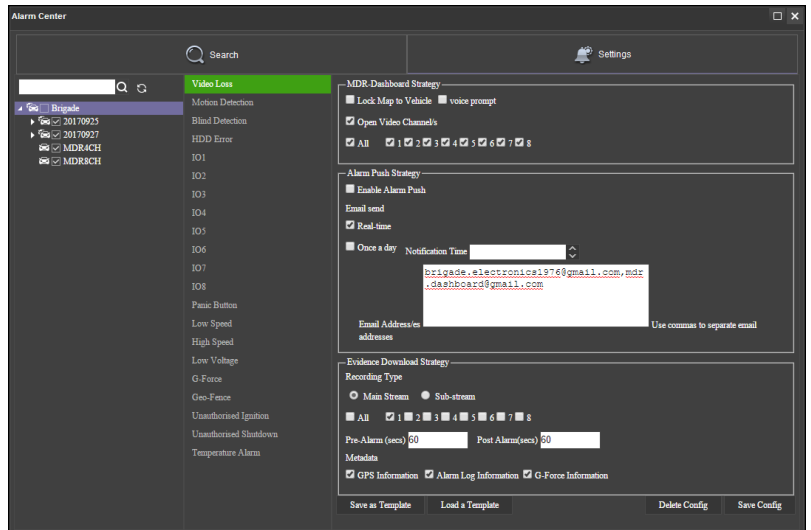 Alarm Center
Search
Settings
Brigade
20170925
20170927
MDR4CH
MDR8CH
Video Loss
Motion Detection
Blind Detection
HDD Error
IO1
IO2
IO3
IO4
IO5
IO6
IO7
IO8
Panic Button
Low Speed
High Speed
Low Voltage
G-Force
Geo-Fence
Unauthorised Ignition
Unauthorised Shutdown
Temperature Alarm
MDR-Dashboard Strategy
Lock Map to Vehicle voice prompt
Open Video Channel/s
All 1 2 3 4 5 6 7 8
Alarm Push Strategy
Enable Alarm Push
Email send
Real-time
Once a day Notification Time
brigade.electronics1976@gmail.com,mdr
.dashboard@gmail.com
Email Address/es Use commas to separate email
addresses
Evidence Download Strategy
Recording Type
Main Stream Sub-stream
All 1 2 3 4 5 6 7 8
Pre-Alarm (secs) 60 Post Alarm(secs) 60
Metadata
GPS Information Alarm Log Information G-Force Information
Save as Template Load a Template Delete Config Save Config